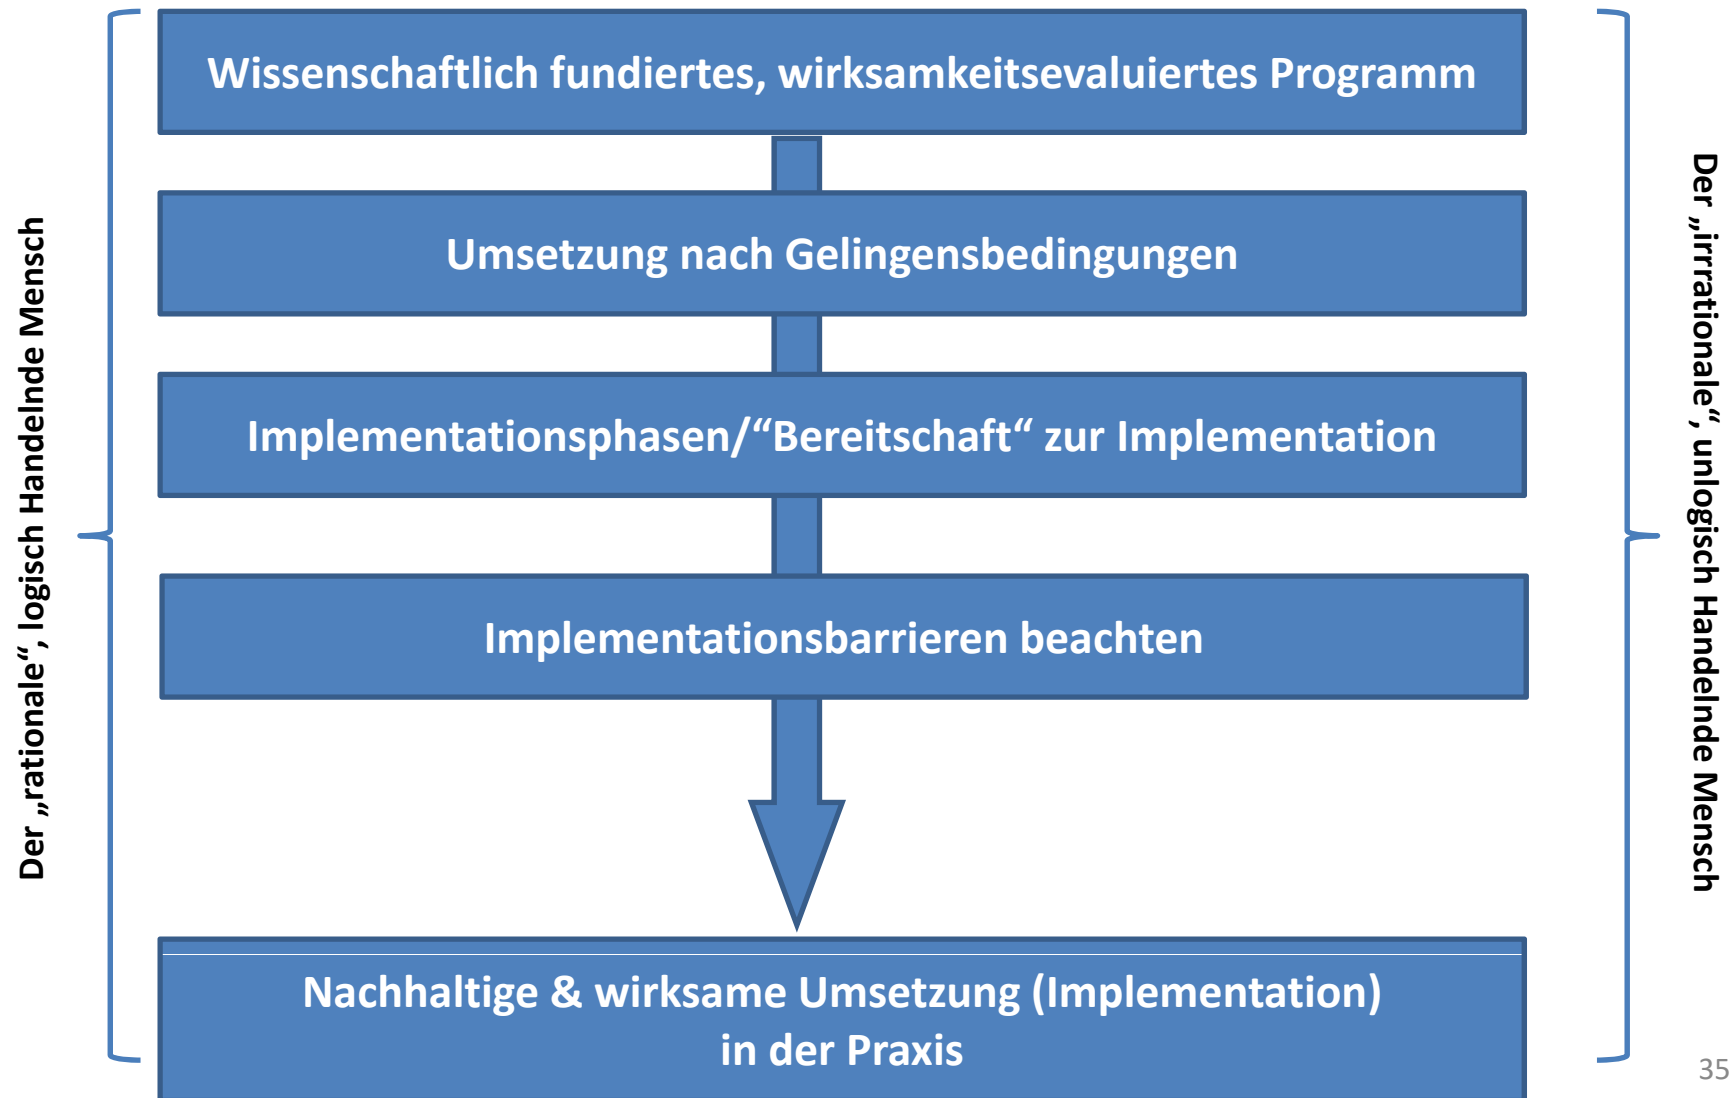 Wissenschaftlich fundiertes, wirksamkeitsevaluiertes Programm
Umsetzung nach Gelingensbedingungen
Implementationsphasen/“Bereitschaft“ zur Implementation
Implementationsbarrieren beachten
Nachhaltige & wirksame Umsetzung (Implementation)
in der Praxis
Der „rationale“, logisch Handelnde Mensch
Der „irrrationale“, unlogisch Handelnde Mensch
35